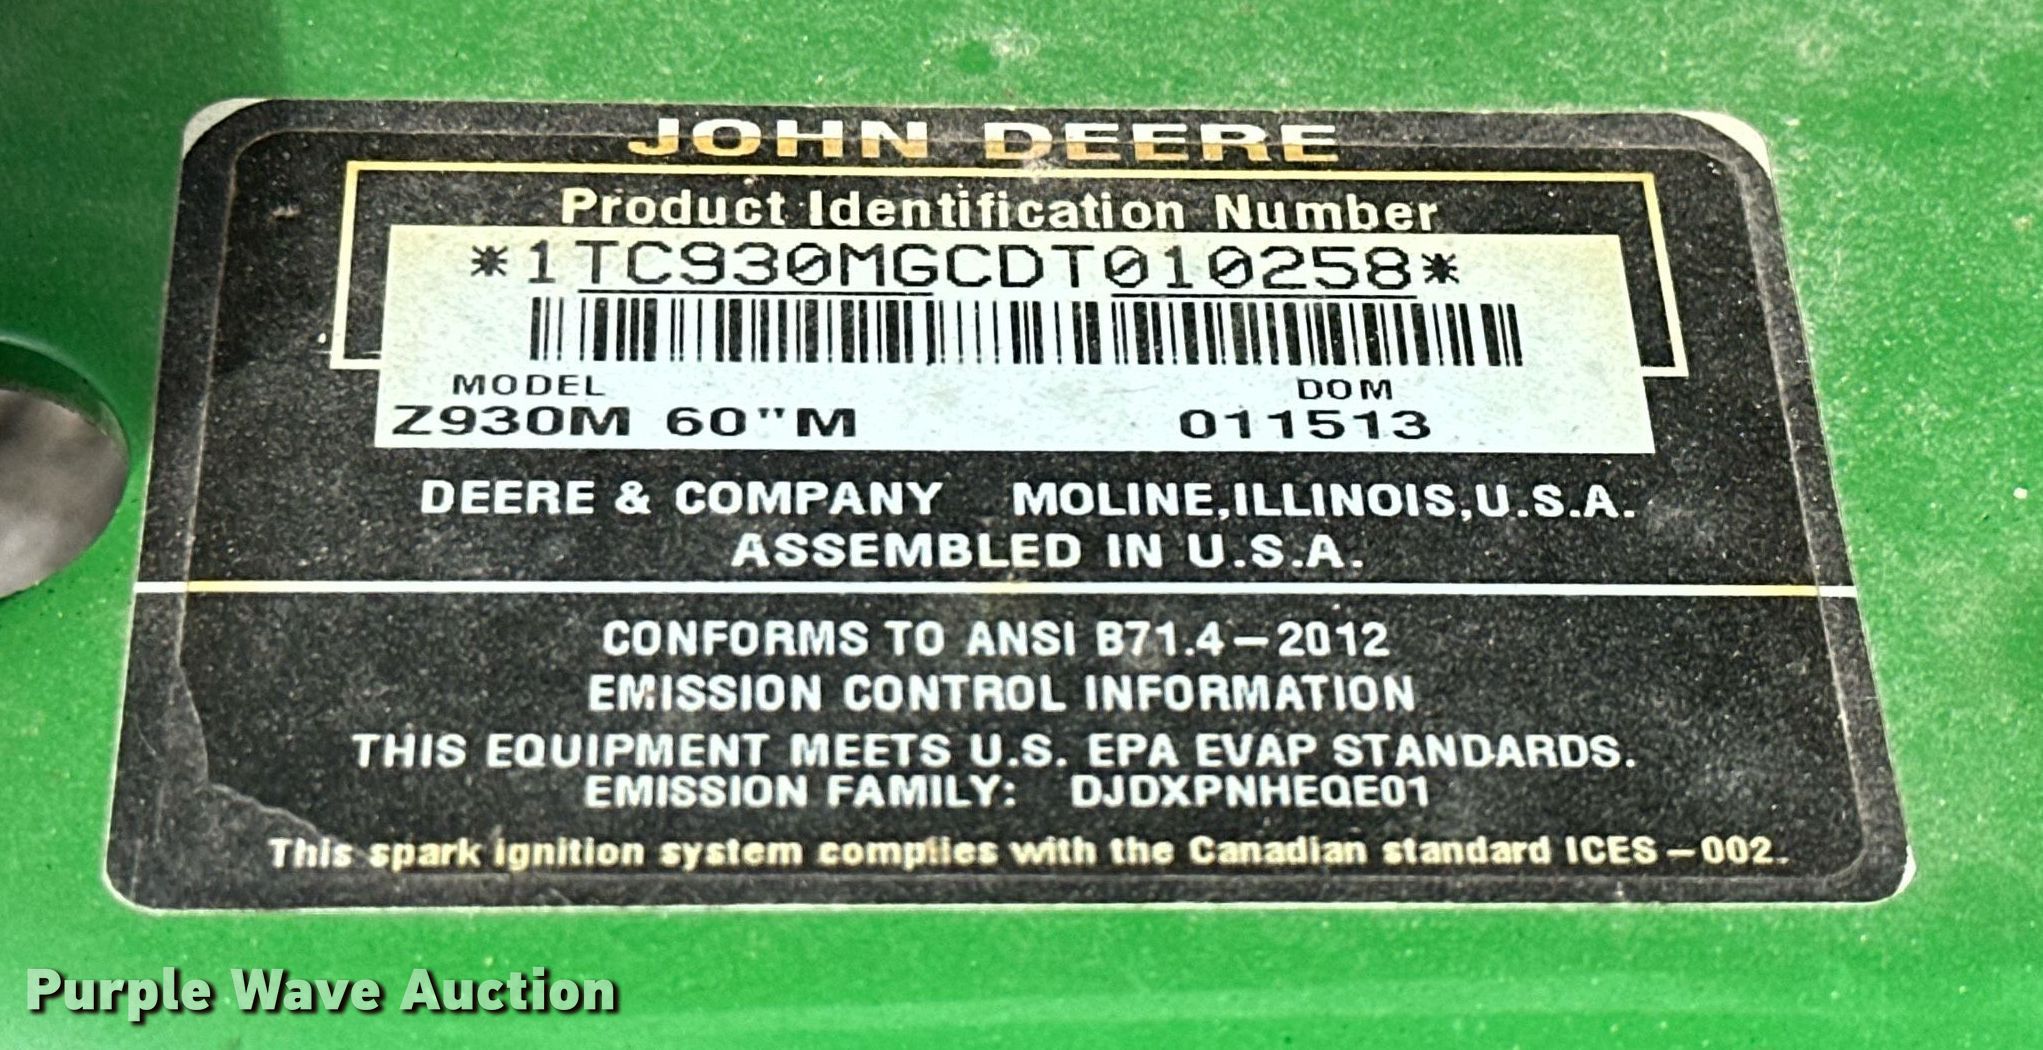 JOHN DEERE
Product Identification Number
*1TC930MGCDT010258*
MODEL DOM
Z930M 60"M 011513
DEERE & COMPANY MOLINE,ILLINOIS,U.S.A.
ASSEMBLED IN U.S.A.
CONFORMS TO ANSI B71.4-2012
EMISSION CONTROL INFORMATION
THIS EQUIPMENT MEETS U.S. EPA EVAP STANDARDS.
EMISSION FAMILY: DJDXPNHEQE01
This spark ignition system complies with the Canadian standard ICES-002.
Purple Wave Auction